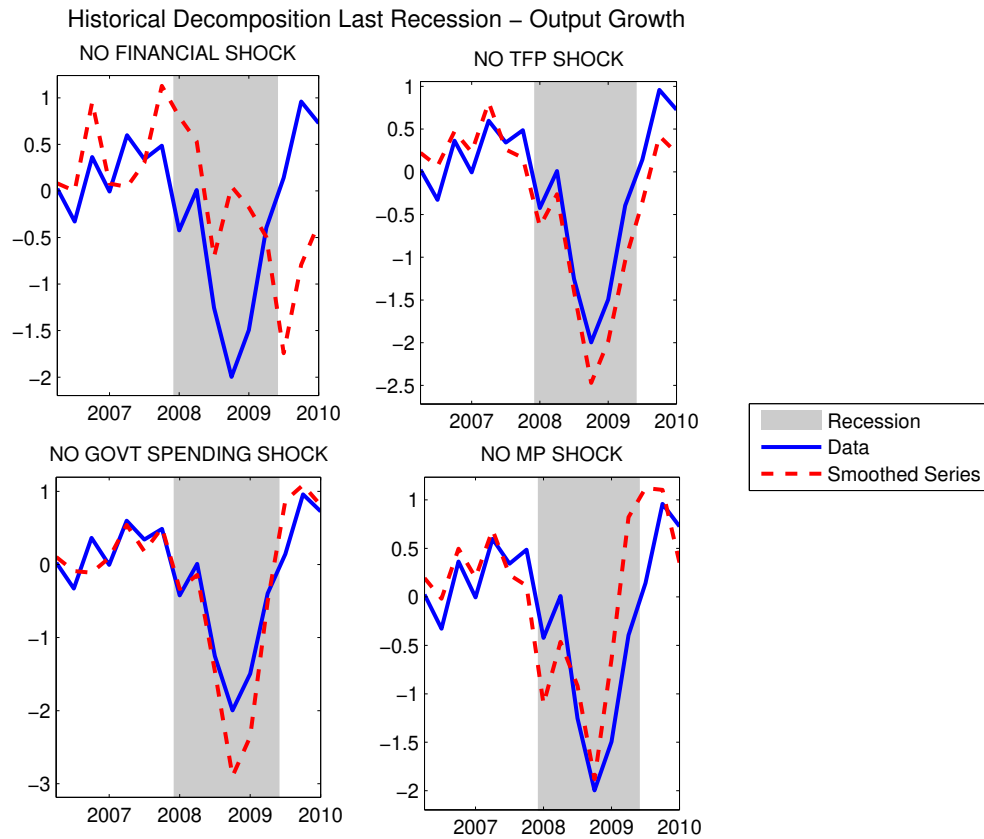 Historical Decomposition Last Recession – Output Growth
NO FINANCIAL SHOCK
1
0.5
0
−0.5
−1
−1.5
−2
2007 2008 2009 2010
NO TFP SHOCK
1
0.5
0
−0.5
−1
−1.5
−2
−2.5
2007 2008 2009 2010
NO GOVT SPENDING SHOCK
1
0
−1
−2
−3
2007 2008 2009 2010
NO MP SHOCK
1
0.5
0
−0.5
−1
−1.5
−2
2007 2008 2009 2010
Recession
Data
Smoothed Series